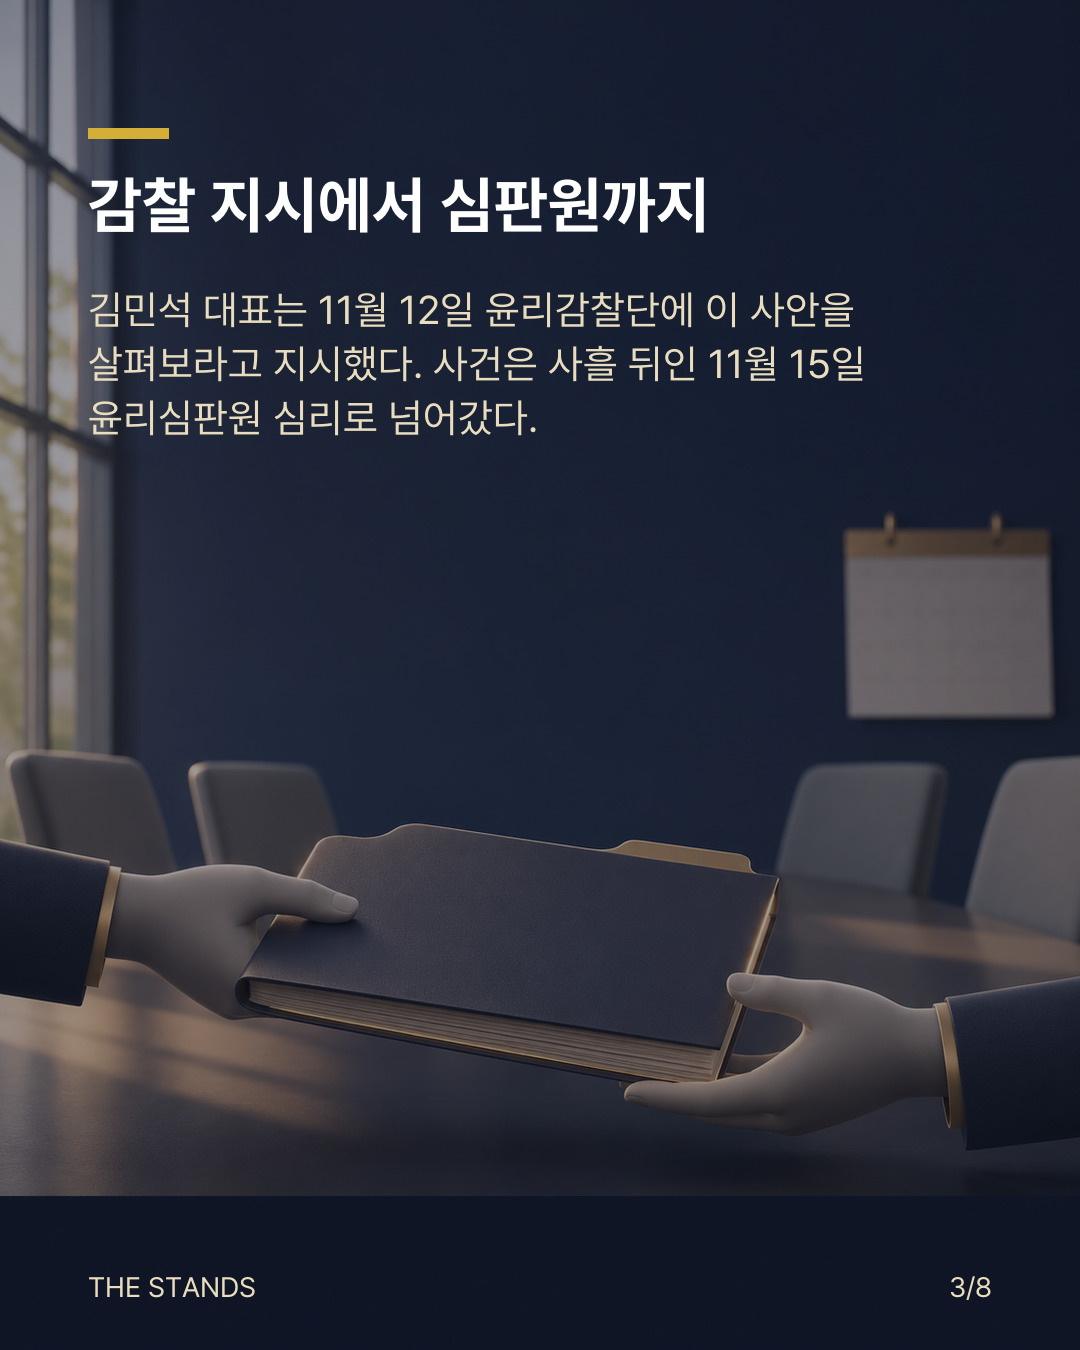 감찰 지시에서 심판원까지
김민석 대표는 11월 12일 윤리감찰단에 이 사안을
살펴보라고 지시했다. 사건은 사흘 뒤인 11월 15일
윤리심판원 심리로 넘어갔다.
THE STANDS
3/8